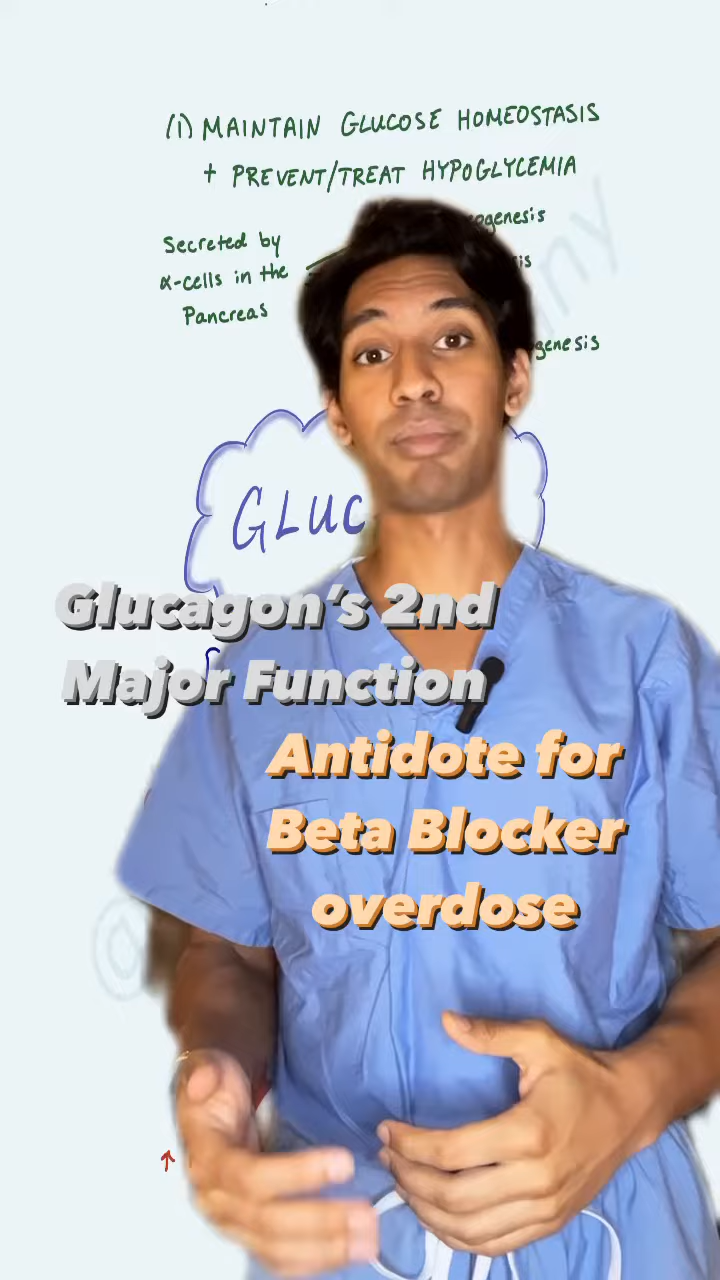 (1) MAINTAIN GLUCOSE HOMEOSTASIS
+ PREVENT/TREAT HYPOGLYCEMIA
Secreted by
α-cells in the
Pancreas
Glucagon's 2nd
Major Function
Antidote for
Beta Blocker
overdose
↑